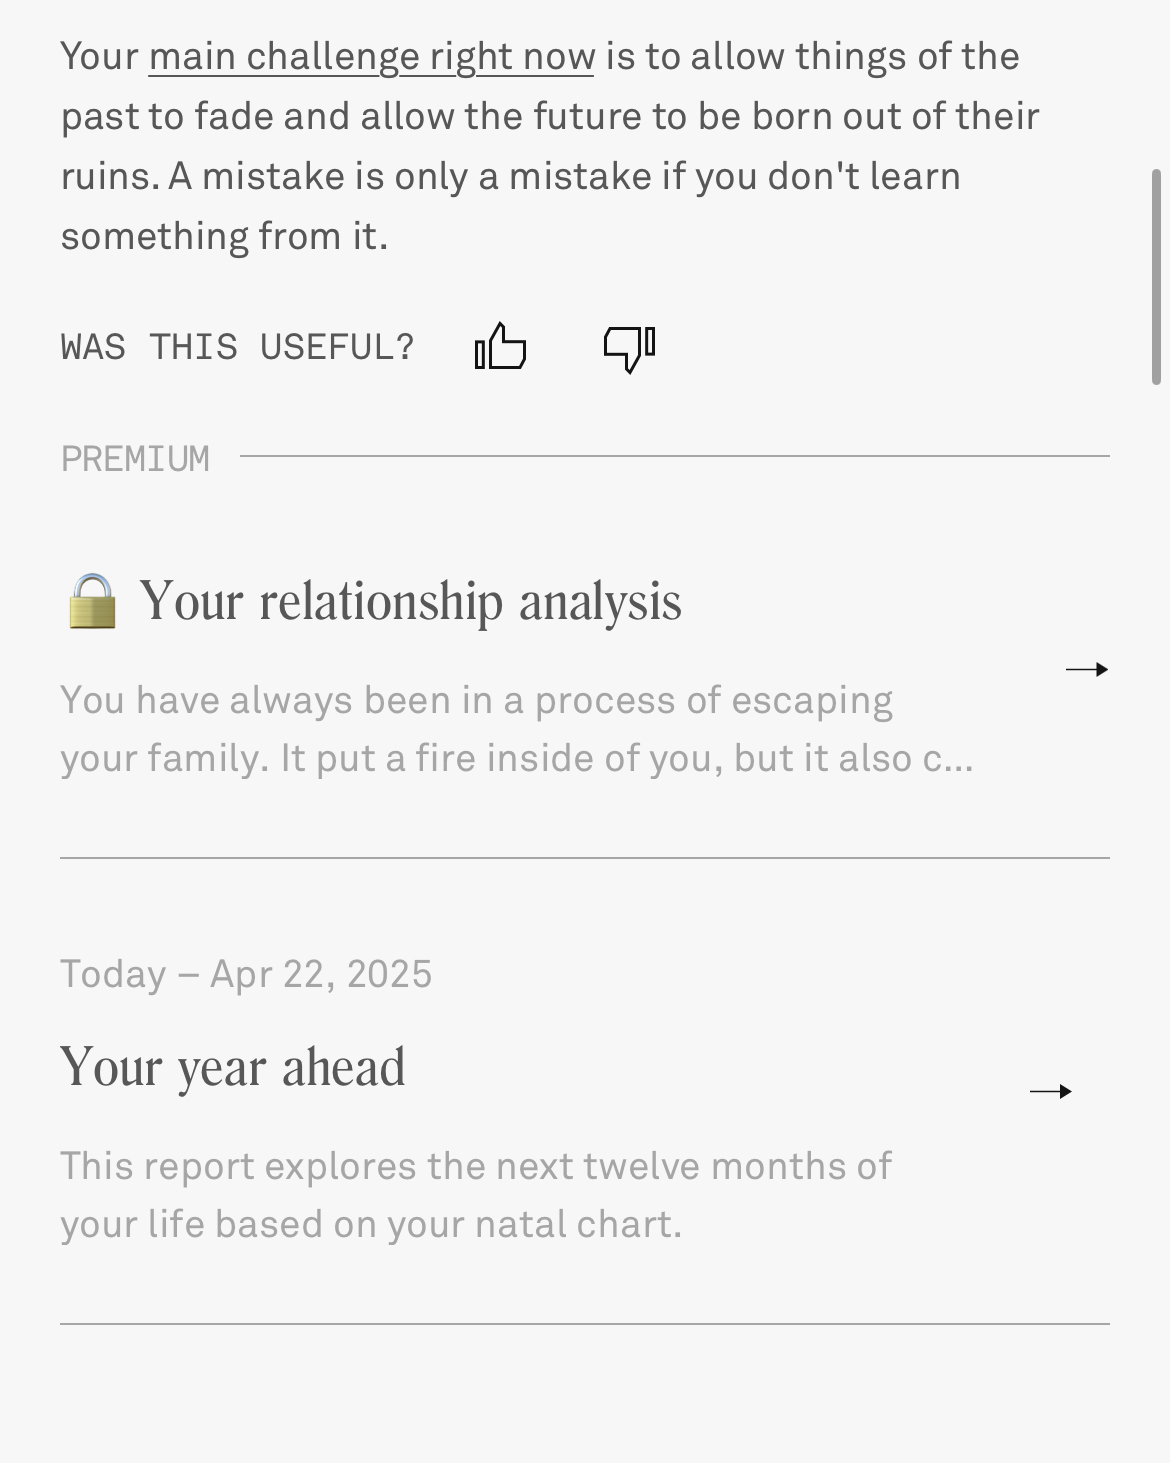 Your main challenge right now is to allow things of the
past to fade and allow the future to be born out of their
ruins. A mistake is only a mistake if you don't learn
something from it.
WAS THIS USEFUL?
PREMIUM
Your relationship analysis
You have always been in a process of escaping
your family. It put a fire inside of you, but it also c...
Today – Apr 22, 2025
Your year ahead
This report explores the next twelve months of
your life based on your natal chart.